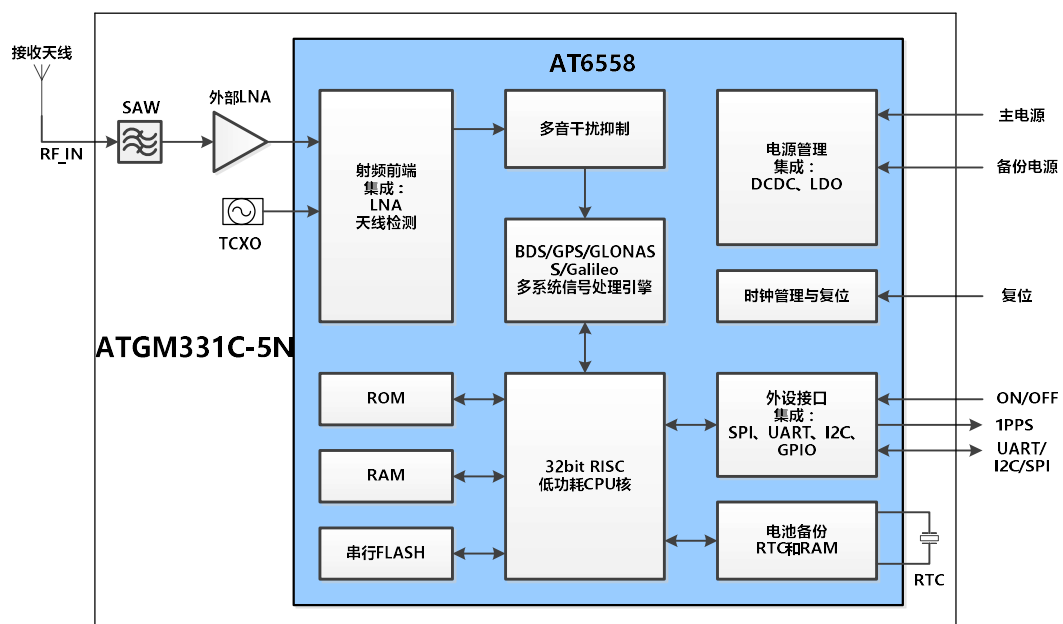 接收天线
RF_IN
SAW
外部LNA
TCXO
ATGM331C-5N
AT6558
射频前端
集成：
LNA
天线检测
多音干扰抑制
BDS/GPS/GLONAS
S/Galileo
多系统信号处理引擎
电源管理
集成：
DCDC、LDO
时钟管理与复位
主电源
备份电源
复位
ROM
RAM
串行FLASH
32bit RISC
低功耗CPU核
外设接口
集成：
SPI、UART、I2C、
GPIO
电池备份
RTC和RAM
ON/OFF
1PPS
UART/
I2C/SPI
RTC